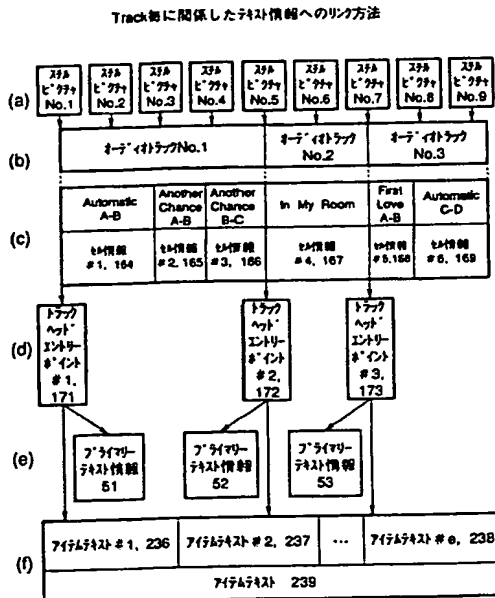 Track毎に関係したテキスト情報へのリンク方法
(a)
ｽﾁﾙ
ﾋﾟｸﾁｬ
No.1
ｽﾁﾙ
ﾋﾟｸﾁｬ
No.2
ｽﾁﾙ
ﾋﾟｸﾁｬ
No.3
ｽﾁﾙ
ﾋﾟｸﾁｬ
No.4
ｽﾁﾙ
ﾋﾟｸﾁｬ
No.5
ｽﾁﾙ
ﾋﾟｸﾁｬ
No.6
ｽﾁﾙ
ﾋﾟｸﾁｬ
No.7
ｽﾁﾙ
ﾋﾟｸﾁｬ
No.8
ｽﾁﾙ
ﾋﾟｸﾁｬ
No.9
(b)
ｵｰﾃﾞｨｵﾄﾗｯｸNo.1
ｵｰﾃﾞｨｵﾄﾗｯｸ
No.2
ｵｰﾃﾞｨｵﾄﾗｯｸ
No.3
(c)
Automatic
A-B
Another
Chance
A-B
Another
Chance
B-C
In My Room
First
Love
A-B
Automatic
C-D
ｾﾙ情報
#1, 164
ｾﾙ情報
#2, 165
ｾﾙ情報
#3, 166
ｾﾙ情報
#4, 167
ｾﾙ情報
#5,168
ｾﾙ情報
#6, 169
(d)
ﾄﾗｯｸ
ﾍｯﾄﾞ
ｴﾝﾄﾘｰ
ﾎﾟｲﾝﾄ
#1,
171
ﾄﾗｯｸ
ﾍｯﾄﾞ
ｴﾝﾄﾘｰ
ﾎﾟｲﾝﾄ
#2,
172
ﾄﾗｯｸ
ﾍｯﾄﾞ
ｴﾝﾄﾘｰ
ﾎﾟｲﾝﾄ
#3,
173
(e)
ﾌﾟﾗｲﾏﾘｰ
ﾃｷｽﾄ情報
51
ﾌﾟﾗｲﾏﾘｰ
ﾃｷｽﾄ情報
52
ﾌﾟﾗｲﾏﾘｰ
ﾃｷｽﾄ情報
53
(f)
ｱｲﾃﾑﾃｷｽﾄ #1, 236
ｱｲﾃﾑﾃｷｽﾄ #2, 237
…
ｱｲﾃﾑﾃｷｽﾄ #e, 238
ｱｲﾃﾑﾃｷｽﾄ 239